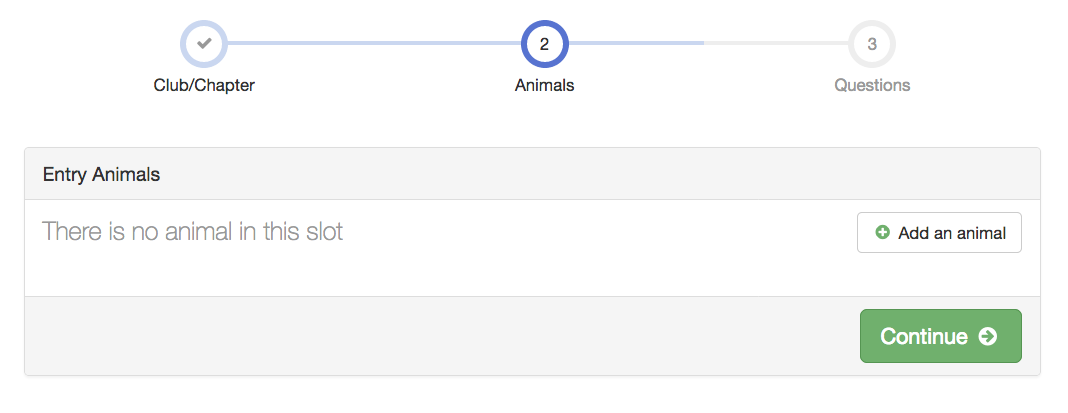 2
3
Club/Chapter
Animals
Questions
Entry Animals
There is no animal in this slot
Add an animal
Continue